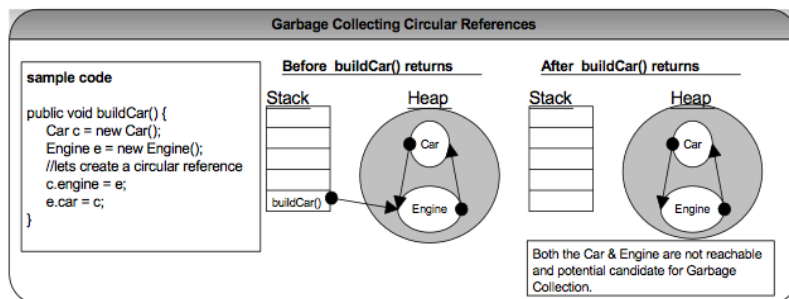 Garbage Collecting Circular References
sample code
public void buildCar() {
Car c = new Car();
Engine e = new Engine();
//lets create a circular reference
c.engine = e;
e.car = c;
}
Before buildCar() returns
Stack
Heap
Car
buildCar()
Engine
After buildCar() returns
Stack
Heap
Car
Engine
Both the Car & Engine are not reachable
and potential candidate for Garbage
Collection.